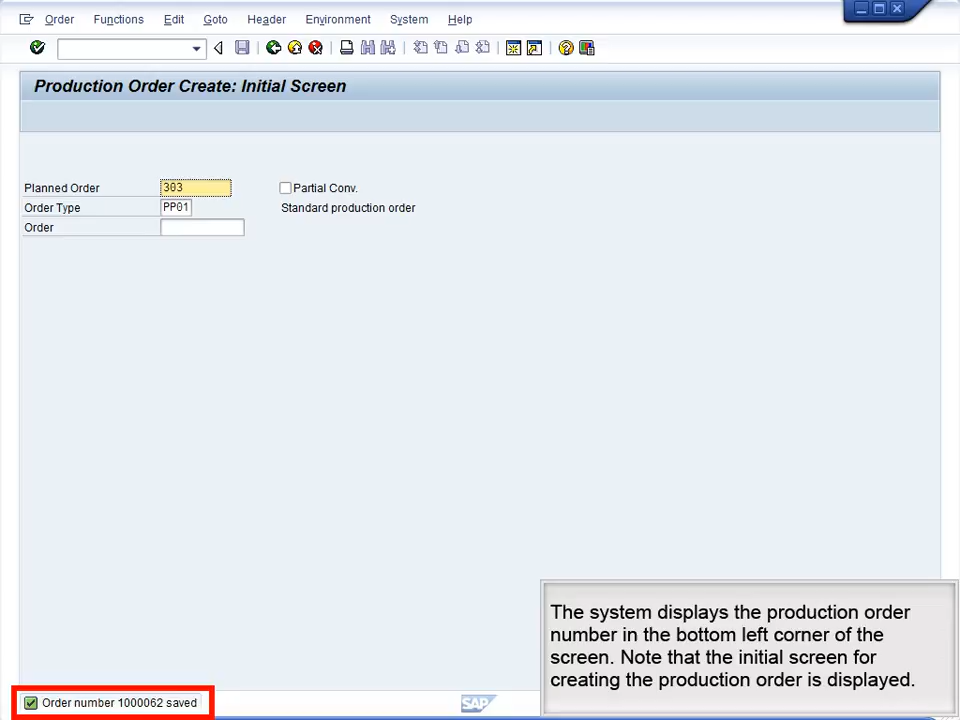 Order Functions Edit Goto Header Environment System Help
Production Order Create: Initial Screen
Planned Order 303 Partial Conv.
Order Type PP01 Standard production order
Order
The system displays the production order
number in the bottom left corner of the
screen. Note that the initial screen for
creating the production order is displayed.
Order number 1000062 saved
SAP